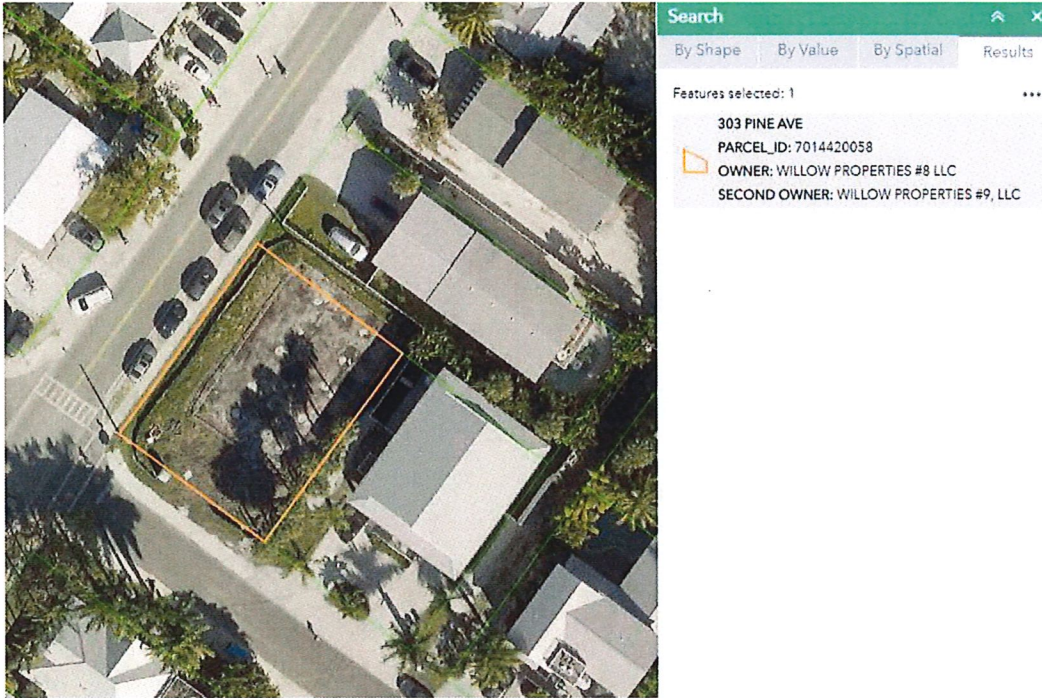 Search
By Shape
By Value
By Spatial
Results
Features selected: 1
303 PINE AVE
PARCEL_ID: 7014420058
OWNER: WILLOW PROPERTIES #8 LLC
SECOND OWNER: WILLOW PROPERTIES #9, LLC